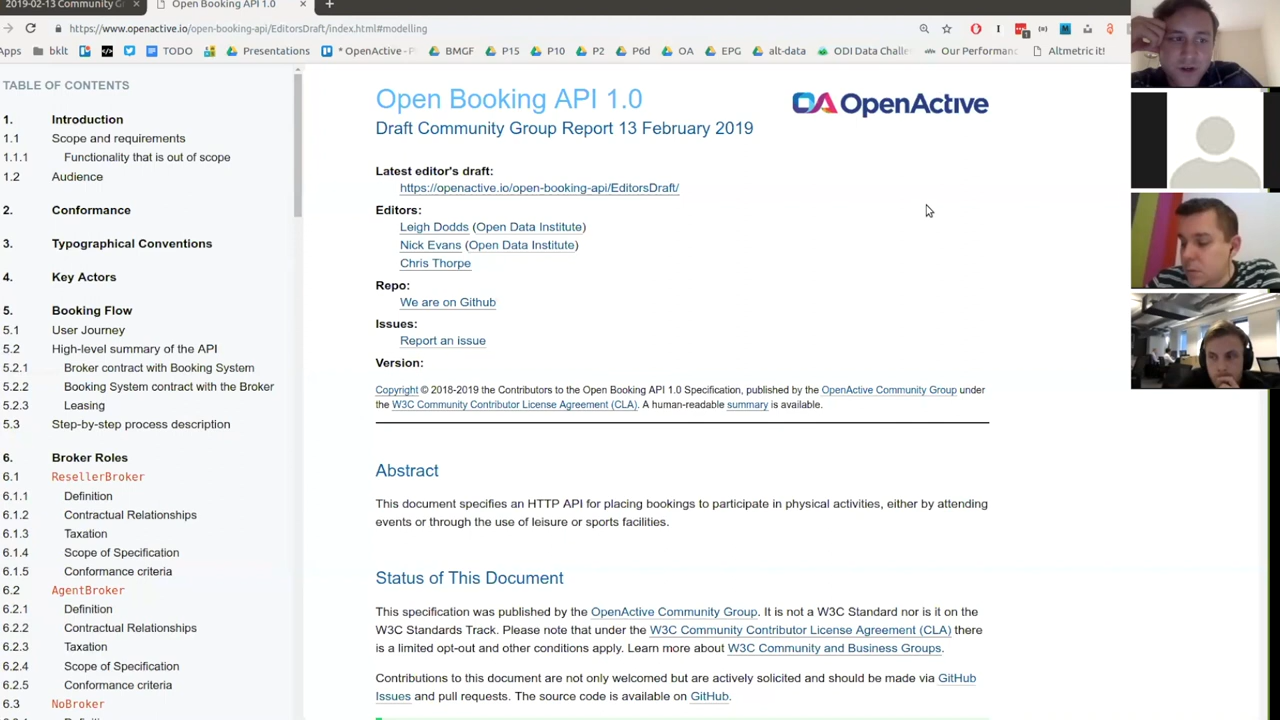 2019-02-13 Community G
Open Booking API 1.0
https://www.openactive.io/open-booking-api/EditorsDraft/index.html#modelling
Apps bklt TODO Presentations * OpenActive - P BMGF P15 P10 P2 P6d OA EPG alt-data ODI Data Challe Our Performanc Altmetric it!
TABLE OF CONTENTS
1. Introduction
1.1 Scope and requirements
1.1.1 Functionality that is out of scope
1.2 Audience
2. Conformance
3. Typographical Conventions
4. Key Actors
5. Booking Flow
5.1 User Journey
5.2 High-level summary of the API
5.2.1 Broker contract with Booking System
5.2.2 Booking System contract with the Broker
5.2.3 Leasing
5.3 Step-by-step process description
6. Broker Roles
6.1 ResellerBroker
6.1.1 Definition
6.1.2 Contractual Relationships
6.1.3 Taxation
6.1.4 Scope of Specification
6.1.5 Conformance criteria
6.2 AgentBroker
6.2.1 Definition
6.2.2 Contractual Relationships
6.2.3 Taxation
6.2.4 Scope of Specification
6.2.5 Conformance criteria
6.3 NoBroker
Open Booking API 1.0
OA OpenActive
Draft Community Group Report 13 February 2019
Latest editor's draft:
https://openactive.io/open-booking-api/EditorsDraft/
Editors:
Leigh Dodds (Open Data Institute)
Nick Evans (Open Data Institute)
Chris Thorpe
Repo:
We are on Github
Issues:
Report an issue
Version:
Copyright © 2018-2019 the Contributors to the Open Booking API 1.0 Specification, published by the OpenActive Community Group under
the W3C Community Contributor License Agreement (CLA). A human-readable summary is available.
Abstract
This document specifies an HTTP API for placing bookings to participate in physical activities, either by attending
events or through the use of leisure or sports facilities.
Status of This Document
This specification was published by the OpenActive Community Group. It is not a W3C Standard nor is it on the
W3C Standards Track. Please note that under the W3C Community Contributor License Agreement (CLA) there
is a limited opt-out and other conditions apply. Learn more about W3C Community and Business Groups.
Contributions to this document are not only welcomed but are actively solicited and should be made via GitHub
Issues and pull requests. The source code is available on GitHub.